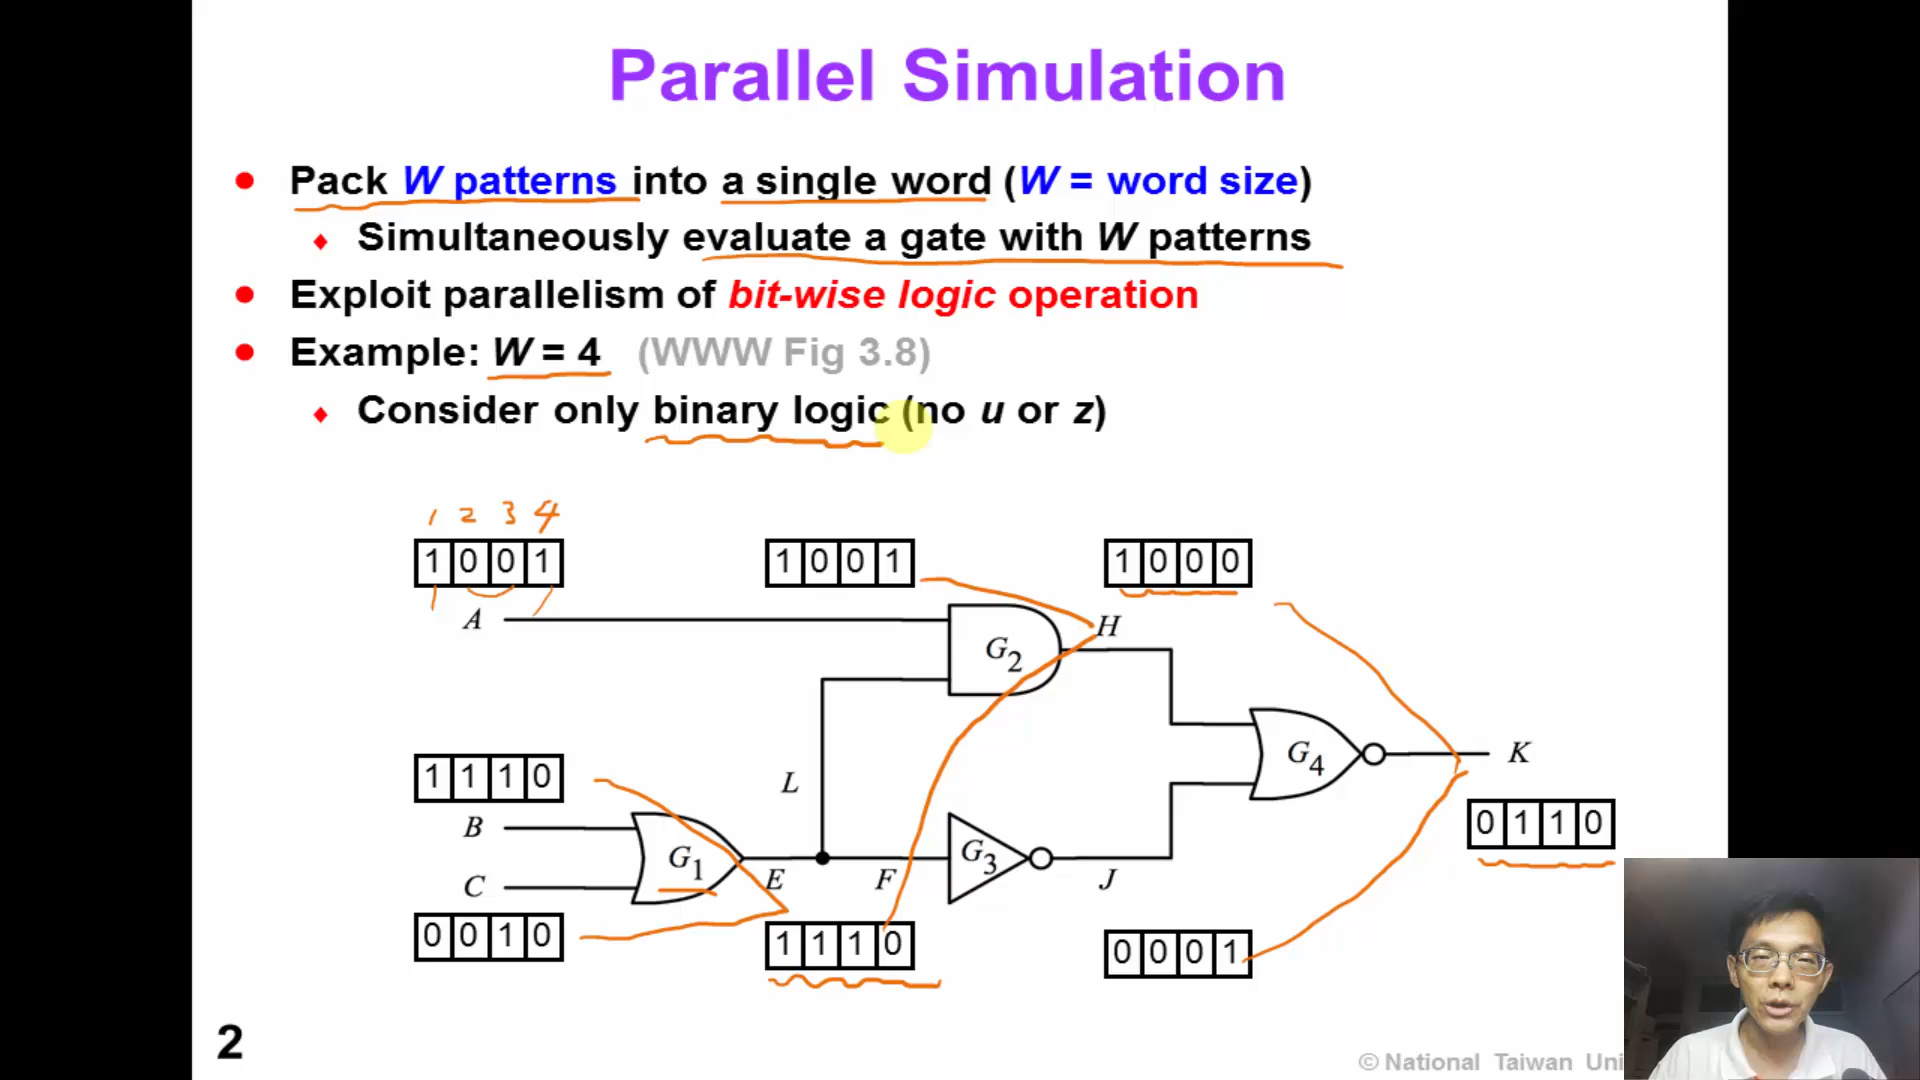 Parallel Simulation
Pack W patterns into a single word (W = word size)
Simultaneously evaluate a gate with W patterns
Exploit parallelism of bit-wise logic operation
Example: W = 4 (WWW Fig 3.8)
Consider only binary logic (no u or z)
1 2 3 4
1 0 0 1
1 0 0 1
1 0 0 0
A
H
G2
G4
K
1 1 1 0
L
B
0 1 1 0
G1
G3
C
E
F
J
0 0 1 0
1 1 1 0
0 0 0 1
2
© National Taiwan Uni